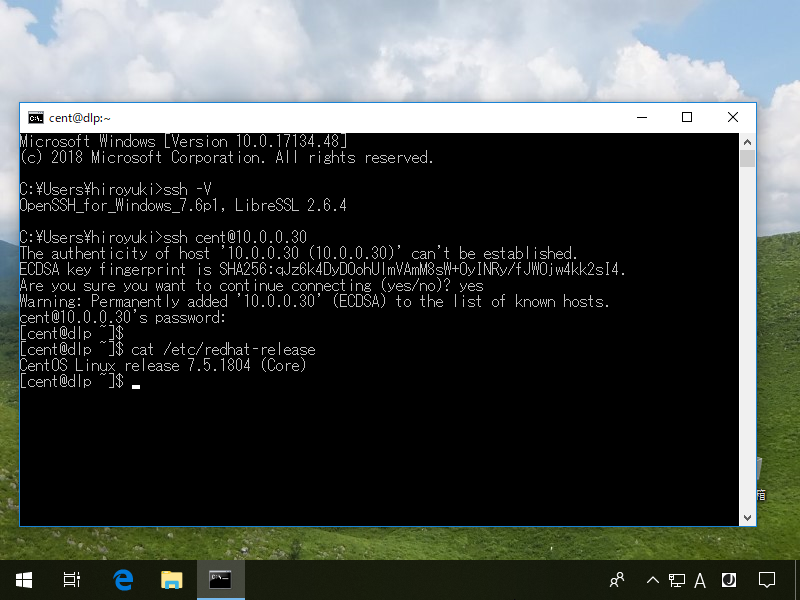 cent@dlp:~
Microsoft Windows [Version 10.0.17134.48]
(c) 2018 Microsoft Corporation. All rights reserved.
C:¥Users¥hiroyuki>ssh -V
OpenSSH_for_Windows_7.6p1, LibreSSL 2.6.4
C:¥Users¥hiroyuki>ssh cent@10.0.0.30
The authenticity of host '10.0.0.30 (10.0.0.30)' can't be established.
ECDSA key fingerprint is SHA256:qJz6k4DyDOohUlmVAmM8sW+OyINRy/fJWOjw4kk2sI4.
Are you sure you want to continue connecting (yes/no)? yes
Warning: Permanently added '10.0.0.30' (ECDSA) to the list of known hosts.
cent@10.0.0.30's password:
[cent@dlp ~]$
[cent@dlp ~]$ cat /etc/redhat-release
CentOS Linux release 7.5.1804 (Core)
[cent@dlp ~]$
箱
A